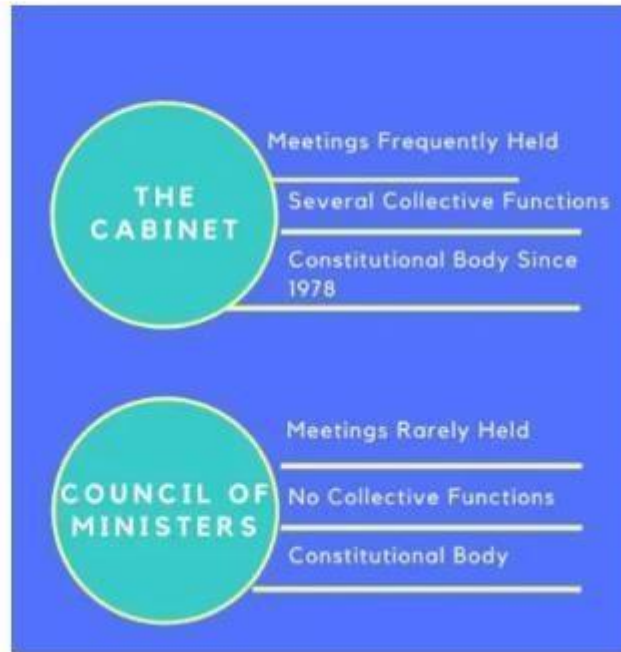 THE
CABINET
Meetings Frequently Held
Several Collective Functions
Constitutional Body Since
1978
COUNCIL OF
MINISTERS
Meetings Rarely Held
No Collective Functions
Constitutional Body